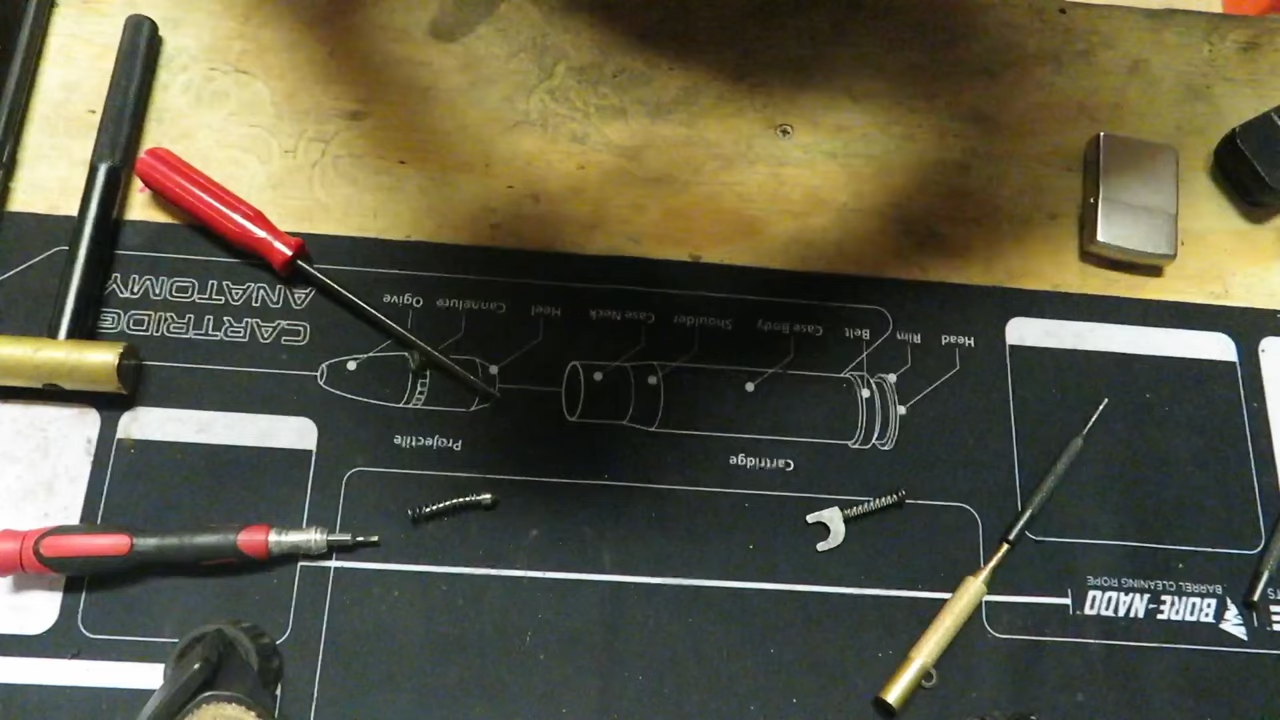 CARTRIDGE
ANATOMY
Head
Rim
Belt
Case Body
Shoulder
Case Neck
Heel
Cannelure
Ogive
Cartridge
Projectile
BORE-NADO
BARREL CLEANING ROPE